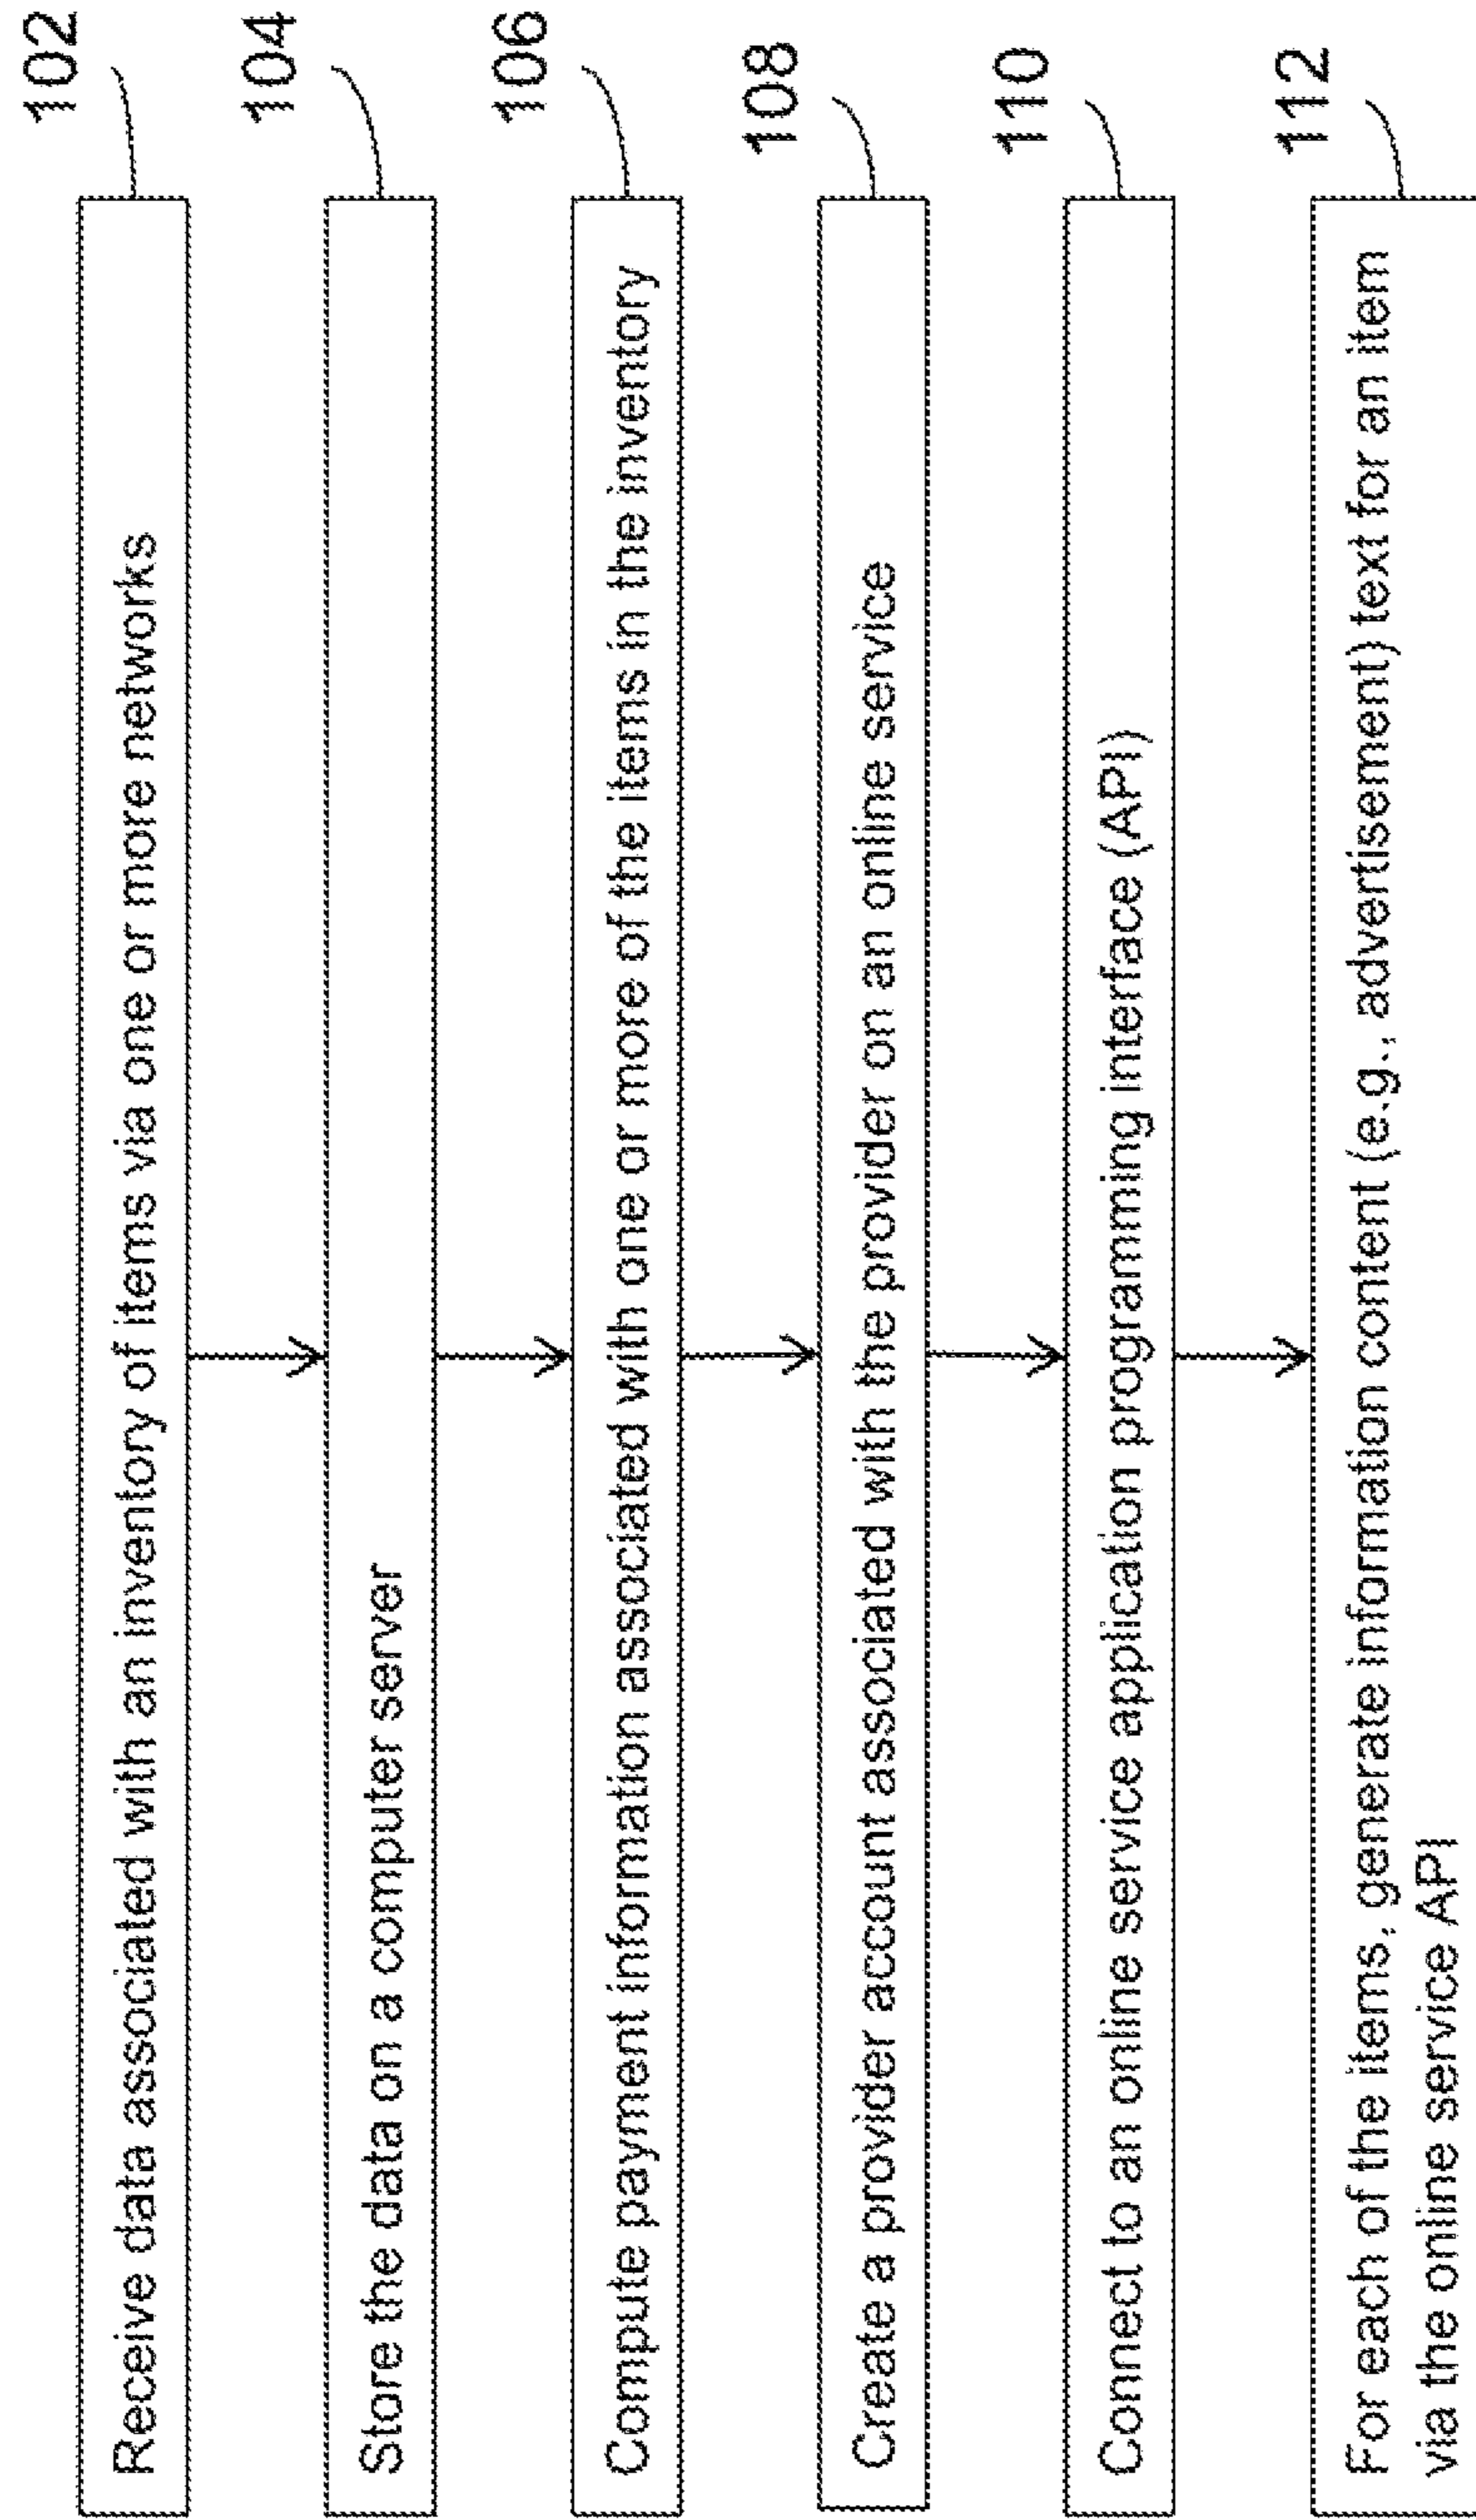 102
Receive data associated with an inventory of items via one or more networks
104
Store the data on a computer server
106
Compute payment information associated with one or more of the items in the inventory
108
Create a provider account associated with the provider on an online service
110
Connect to an online service application programming interface (API)
112
For each of the items, generate information content (e.g., advertisement) text for an item
via the online service API